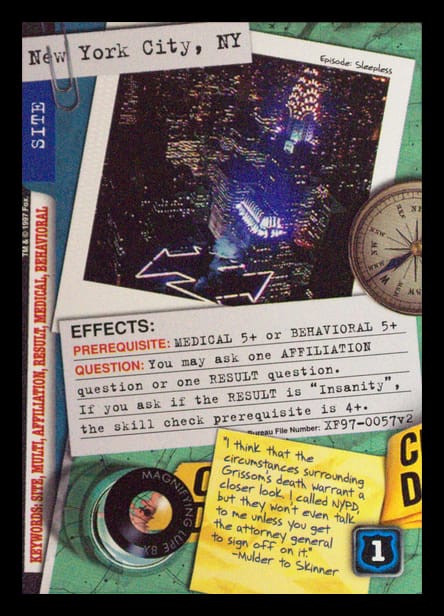 New York City, NY
Episode: Sleepless
SITE
TM & © 1997 Fox.
KEYWORDS: SITE, MULTI, AFFILIATION, RESULT, MEDICAL, BEHAVIORAL
EFFECTS:
PREREQUISITE: MEDICAL 5+ or BEHAVIORAL 5+
QUESTION: You may ask one AFFILIATION
question or one RESULT question.
If you ask if the RESULT is "Insanity",
the skill check prerequisite is 4+.
Bureau File Number: XF97-0057v2
"I think that the
circumstances surrounding
Grissom's death warrant a
closer look. I called NYPD,
but they won't even talk
to me unless you get
the attorney general
to sign off on it."
-Mulder to Skinner
MAGNIFYING LUPE 8X
1